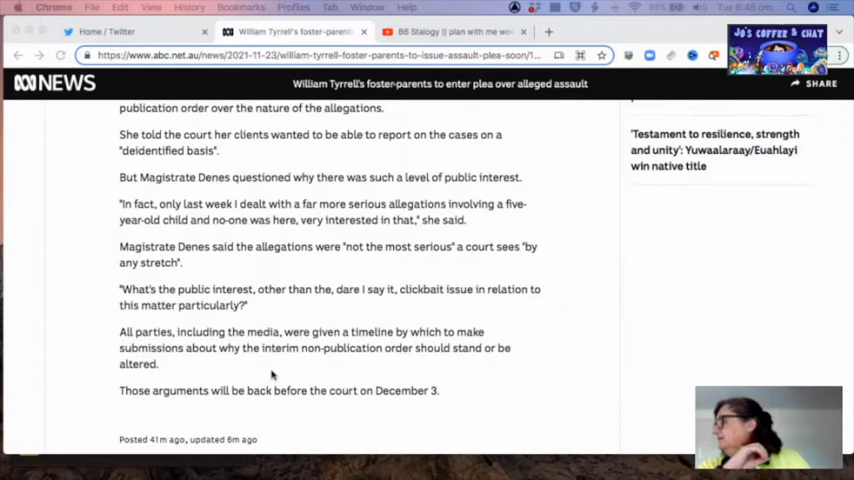 Chrome File Edit View History Bookmarks Profiles Tab Window Help 96% Tue 6:48 pm
Home / Twitter
William Tyrrell's foster-parents
B6 Stalogy || plan with me we
https://www.abc.net.au/news/2021-11-23/william-tyrrell-foster-parents-to-issue-assault-plea-soon/1...
JO'S COFFEE & CHAT
NEWS
William Tyrrell's foster-parents to enter plea over alleged assault
SHARE
publication order over the nature of the allegations.
She told the court her clients wanted to be able to report on the cases on a
"deidentified basis".
But Magistrate Denes questioned why there was such a level of public interest.
"In fact, only last week I dealt with a far more serious allegations involving a five-
year-old child and no-one was here, very interested in that," she said.
Magistrate Denes said the allegations were "not the most serious" a court sees "by
any stretch".
"What's the public interest, other than the, dare I say it, clickbait issue in relation to
this matter particularly?"
All parties, including the media, were given a timeline by which to make
submissions about why the interim non-publication order should stand or be
altered.
Those arguments will be back before the court on December 3.
Posted 41m ago, updated 6m ago
'Testament to resilience, strength
and unity': Yuwaalaraay/Euahlayi
win native title